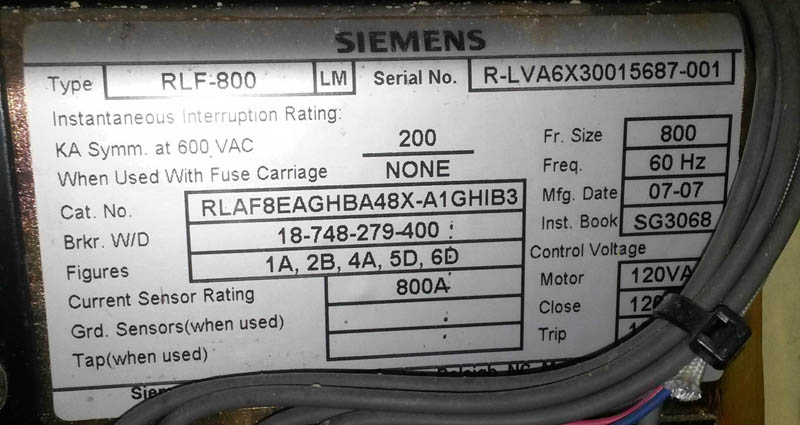 SIEMENS
Type RLF-800 LM Serial No. R-LVA6X30015687-001
Instantaneous Interruption Rating:
KA Symm. at 600 VAC 200
When Used With Fuse Carriage NONE
Cat. No. RLAF8EAGHBA48X-A1GHIB3
Brkr. W/D 18-748-279-400
Figures 1A, 2B, 4A, 5D, 6D
Current Sensor Rating 800A
Grd. Sensors(when used)
Tap(when used)
Fr. Size 800
Freq. 60 Hz
Mfg. Date 07-07
Inst. Book SG3068
Control Voltage
Motor 120VA
Close
Trip
Raleigh, NC